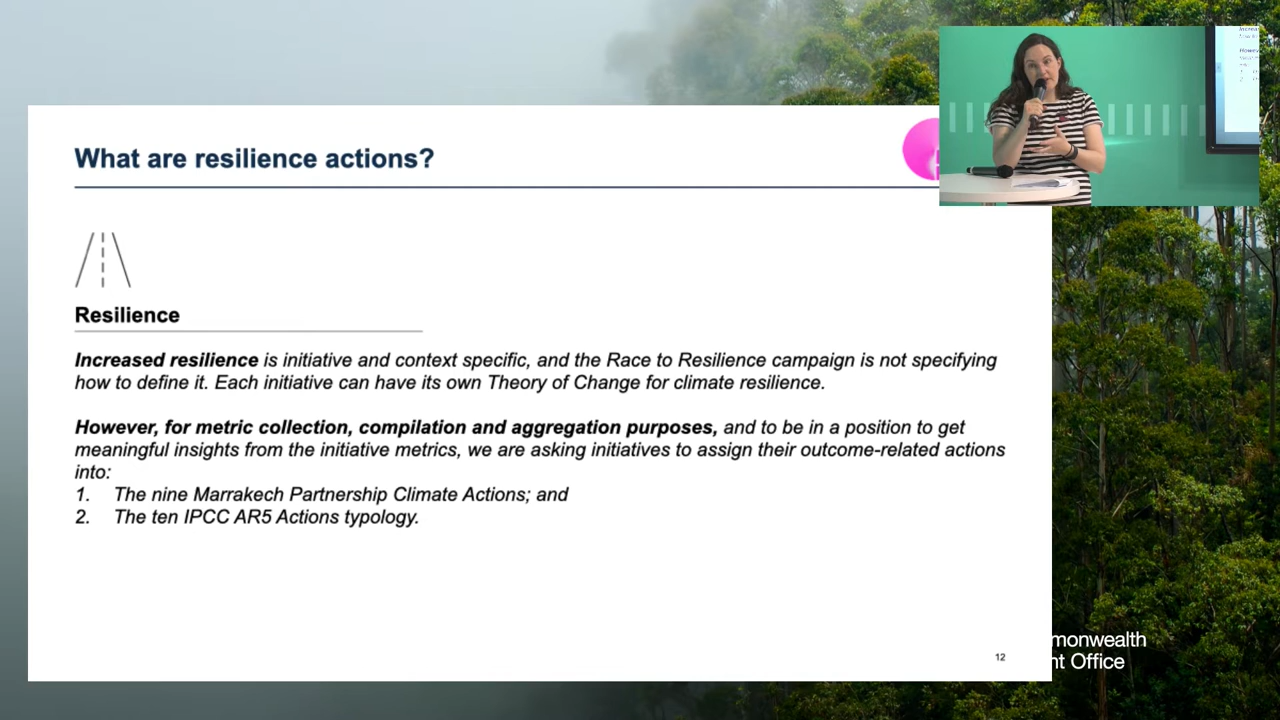 What are resilience actions?
Resilience
Increased resilience is initiative and context specific, and the Race to Resilience campaign is not specifying
how to define it. Each initiative can have its own Theory of Change for climate resilience.
However, for metric collection, compilation and aggregation purposes, and to be in a position to get
meaningful insights from the initiative metrics, we are asking initiatives to assign their outcome-related actions
into:
1. The nine Marrakech Partnership Climate Actions; and
2. The ten IPCC AR5 Actions typology.
12
monwealth
nt Office